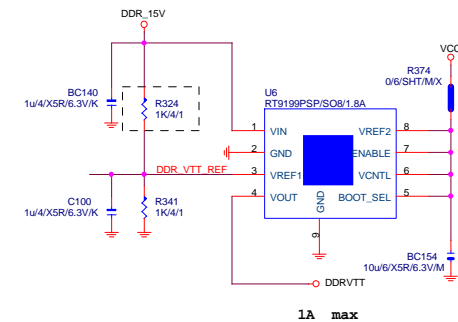 DDR_15V
VCC
R374
0/6/SHT/M/X
BC140
1u/4/X5R/6.3V/K
R324
1K/4/1
U6
RT9199PSP/SO8/1.8A
1 VIN VREF2 8
2 GND ENABLE 7
DDR_VTT_REF 3 VREF1 VCNTL 6
4 VOUT BOOT_SEL 5
GND
9
C100
1u/4/X5R/6.3V/K
R341
1K/4/1
BC154
10u/6/X5R/6.3V/M
DDRVTT
1A max